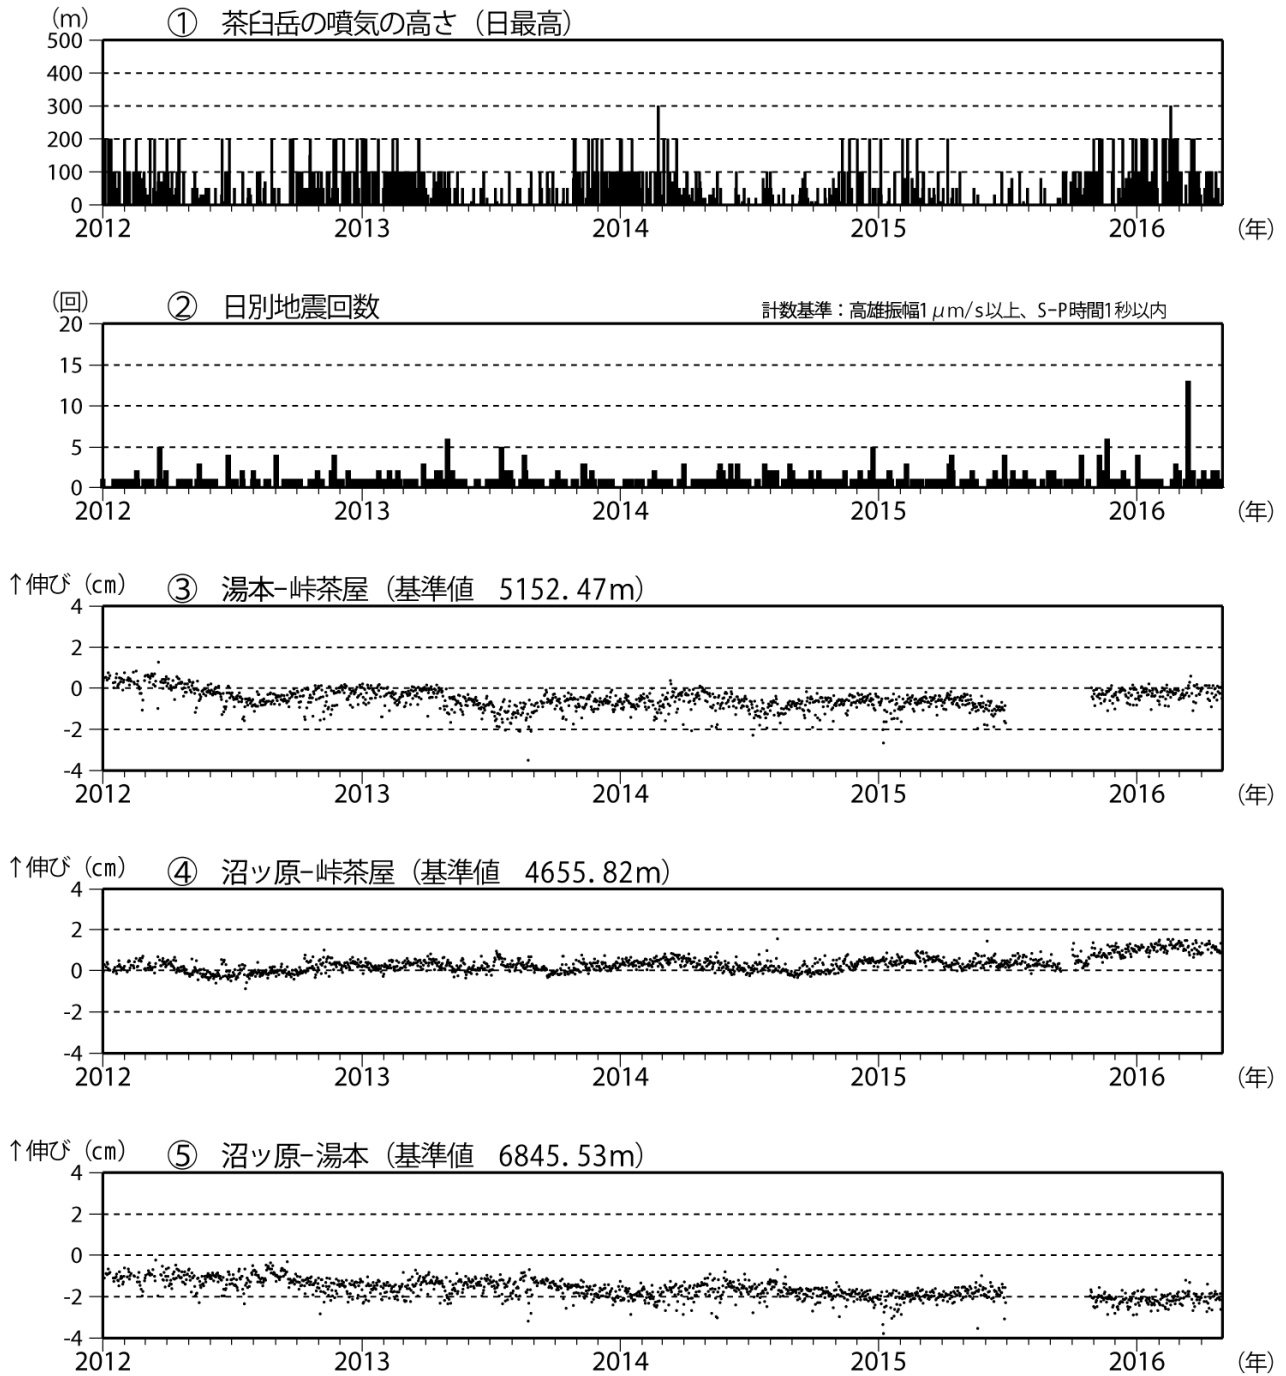 (m) ① 茶臼岳の噴気の高さ（日最高）
500
400
300
200
100
0
2012 2013 2014 2015 2016 (年)
(回) ② 日別地震回数 計数基準：高雄振幅1μm/s以上、S-P時間1秒以内
20
15
10
5
0
2012 2013 2014 2015 2016 (年)
↑伸び（cm） ③ 湯本-峠茶屋（基準値 5152.47m）
4
2
0
-2
-4
2012 2013 2014 2015 2016 (年)
↑伸び（cm） ④ 沼ッ原-峠茶屋（基準値 4655.82m）
4
2
0
-2
-4
2012 2013 2014 2015 2016 (年)
↑伸び（cm） ⑤ 沼ッ原-湯本（基準値 6845.53m）
4
2
0
-2
-4
2012 2013 2014 2015 2016 (年)